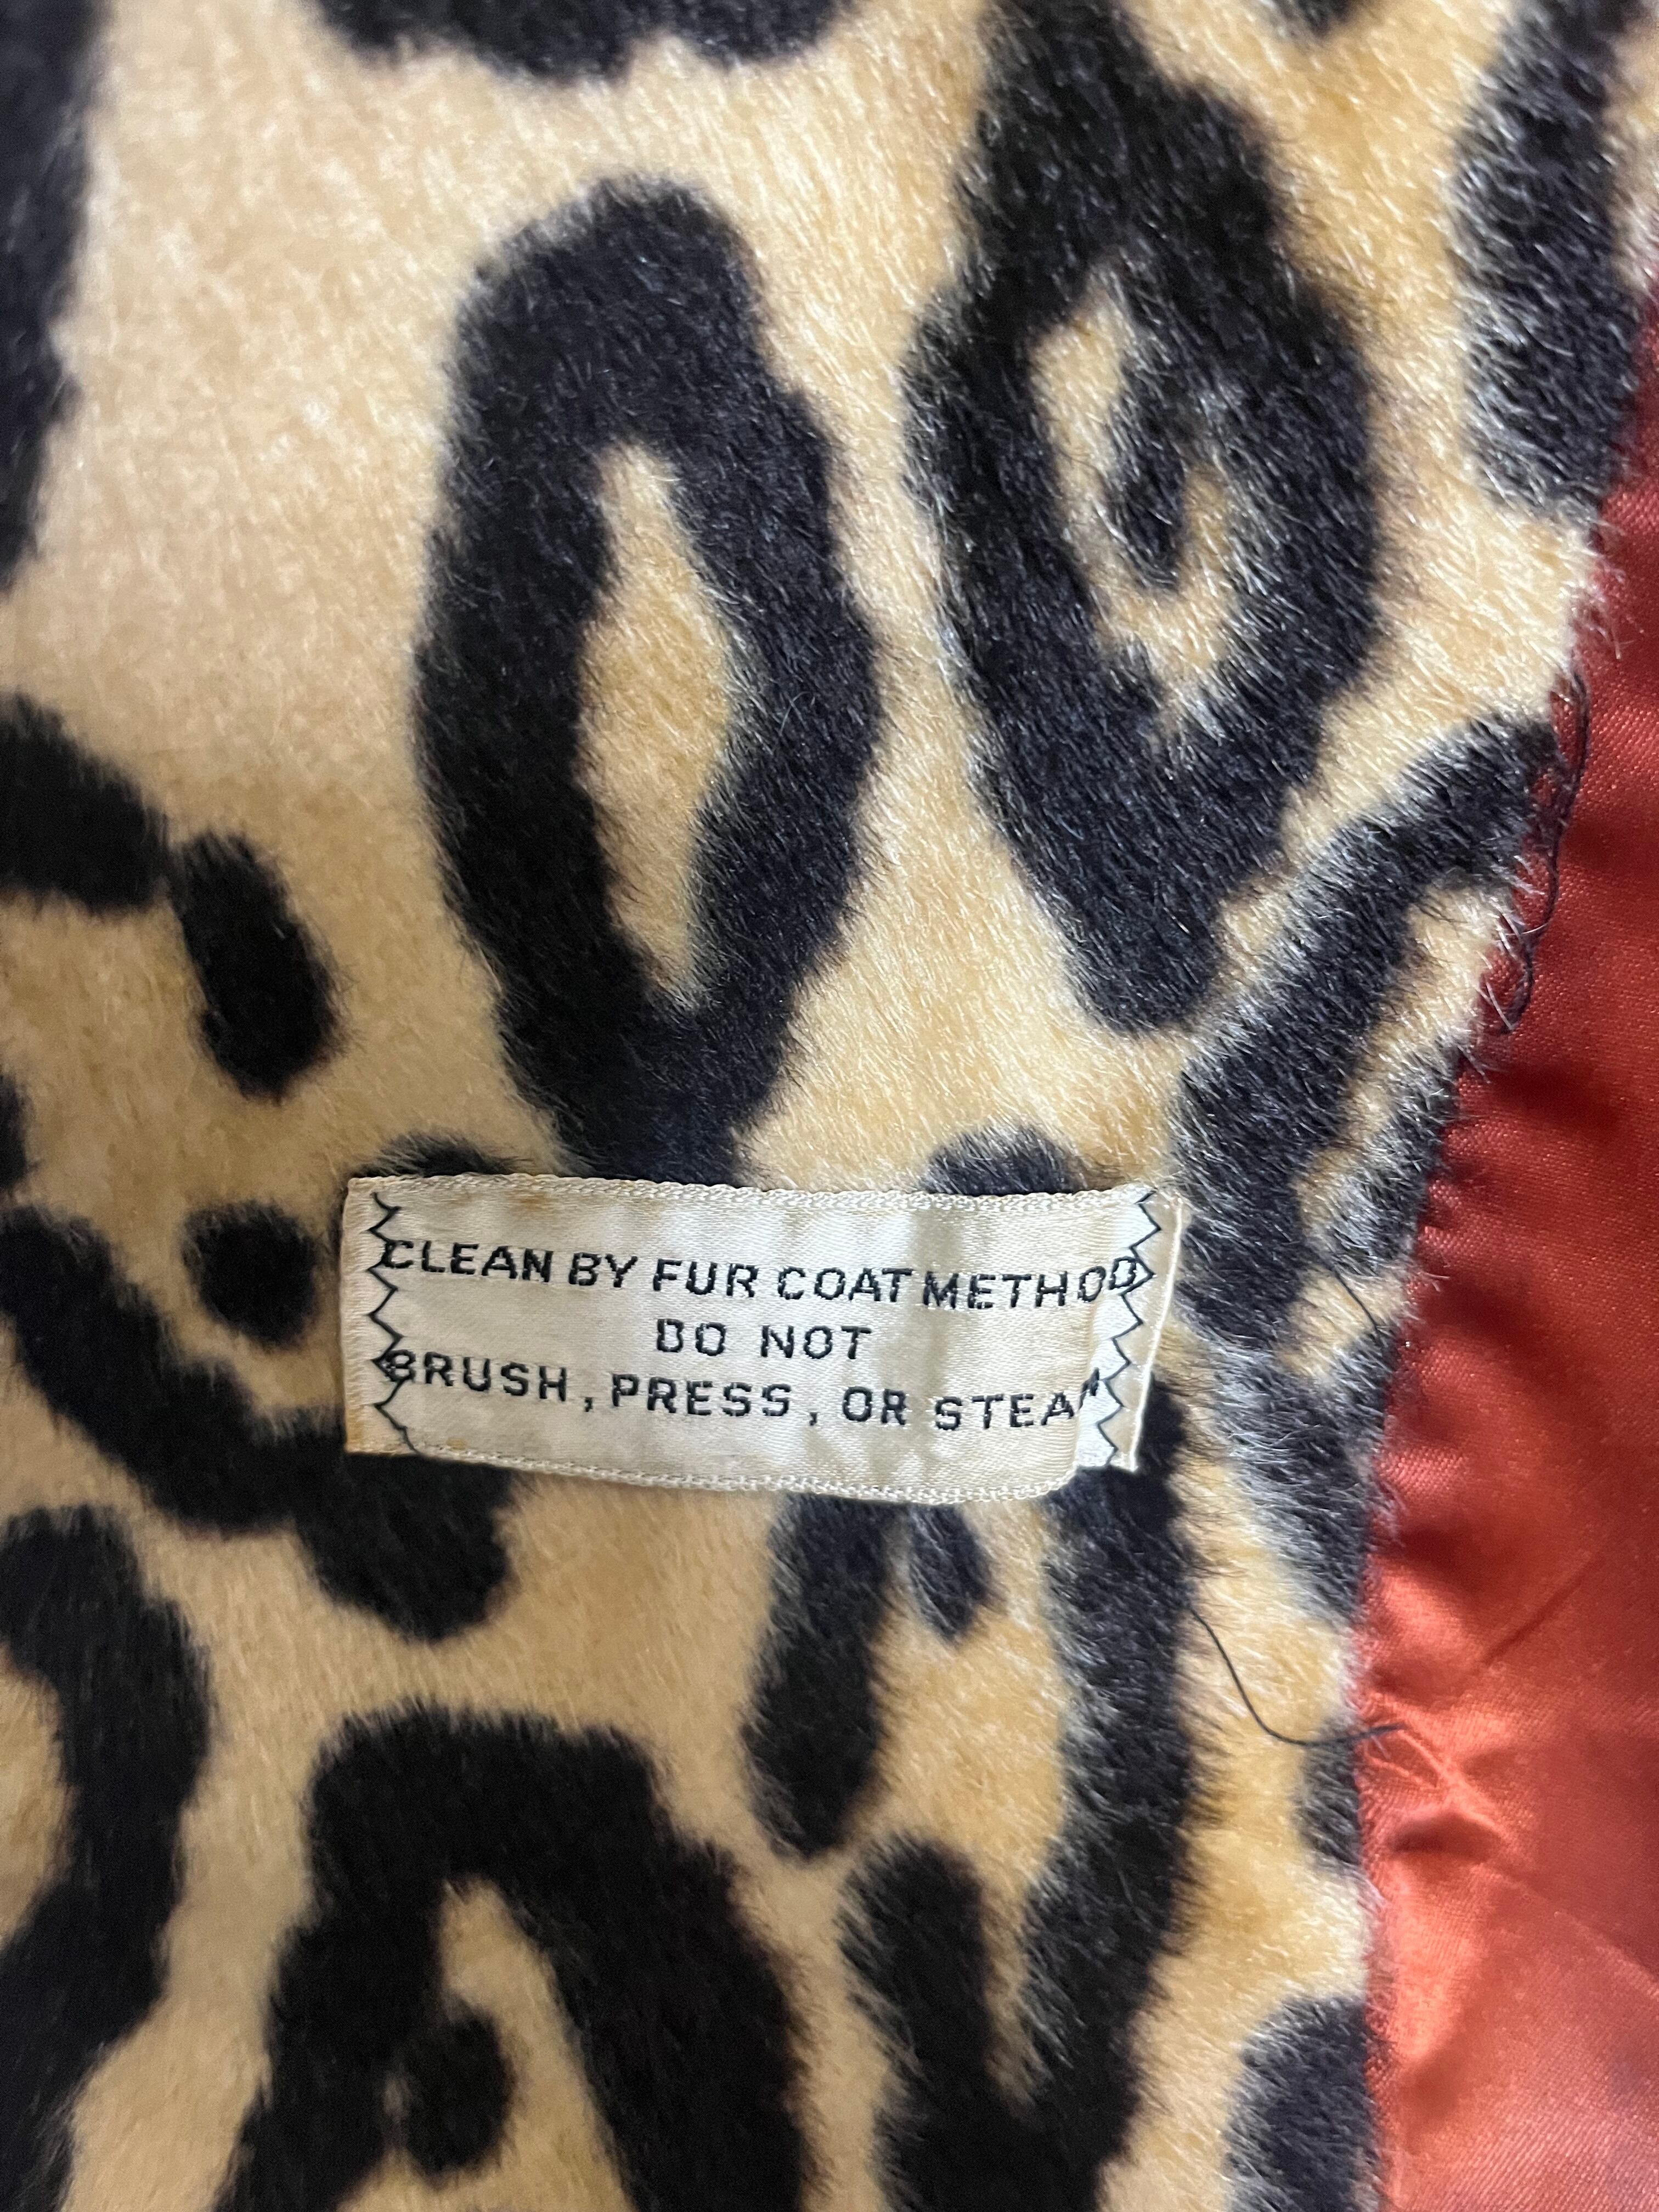 CLEAN BY FUR COAT METHOD
DO NOT
BRUSH, PRESS, OR STEAM